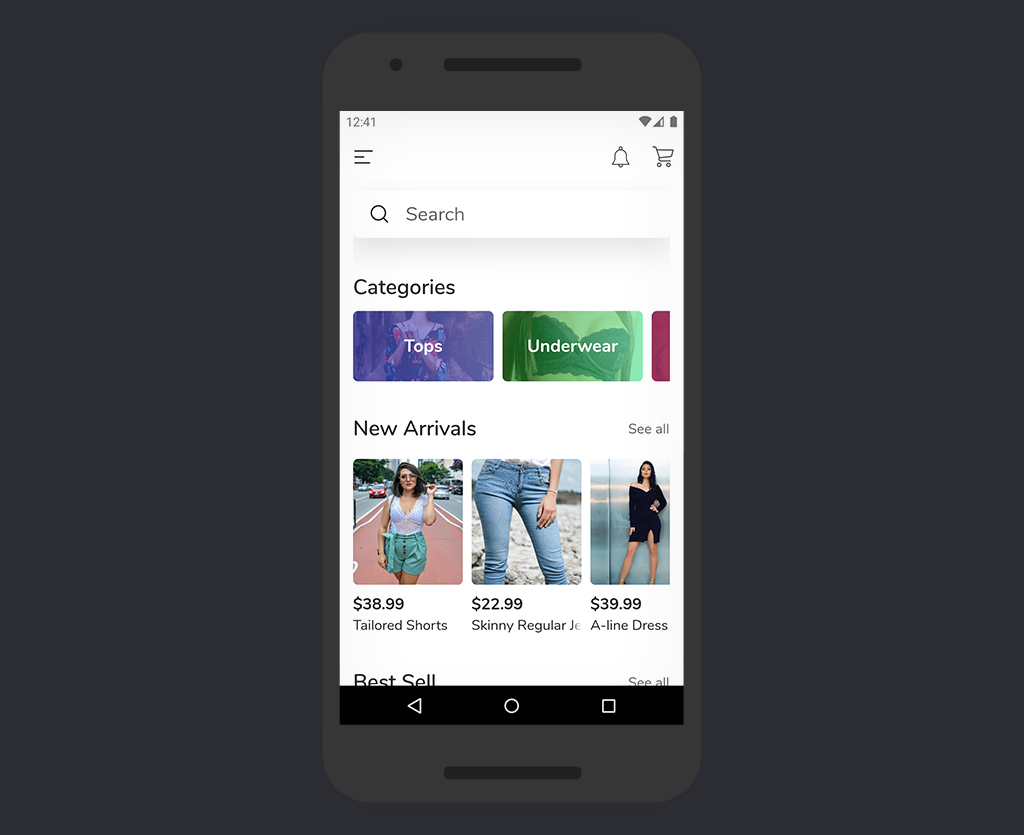 12:41
Search
Categories
Tops
Underwear
New Arrivals
See all
$38.99
$22.99
$39.99
Tailored Shorts
Skinny Regular Je
A-line Dress
Best Sell
See all